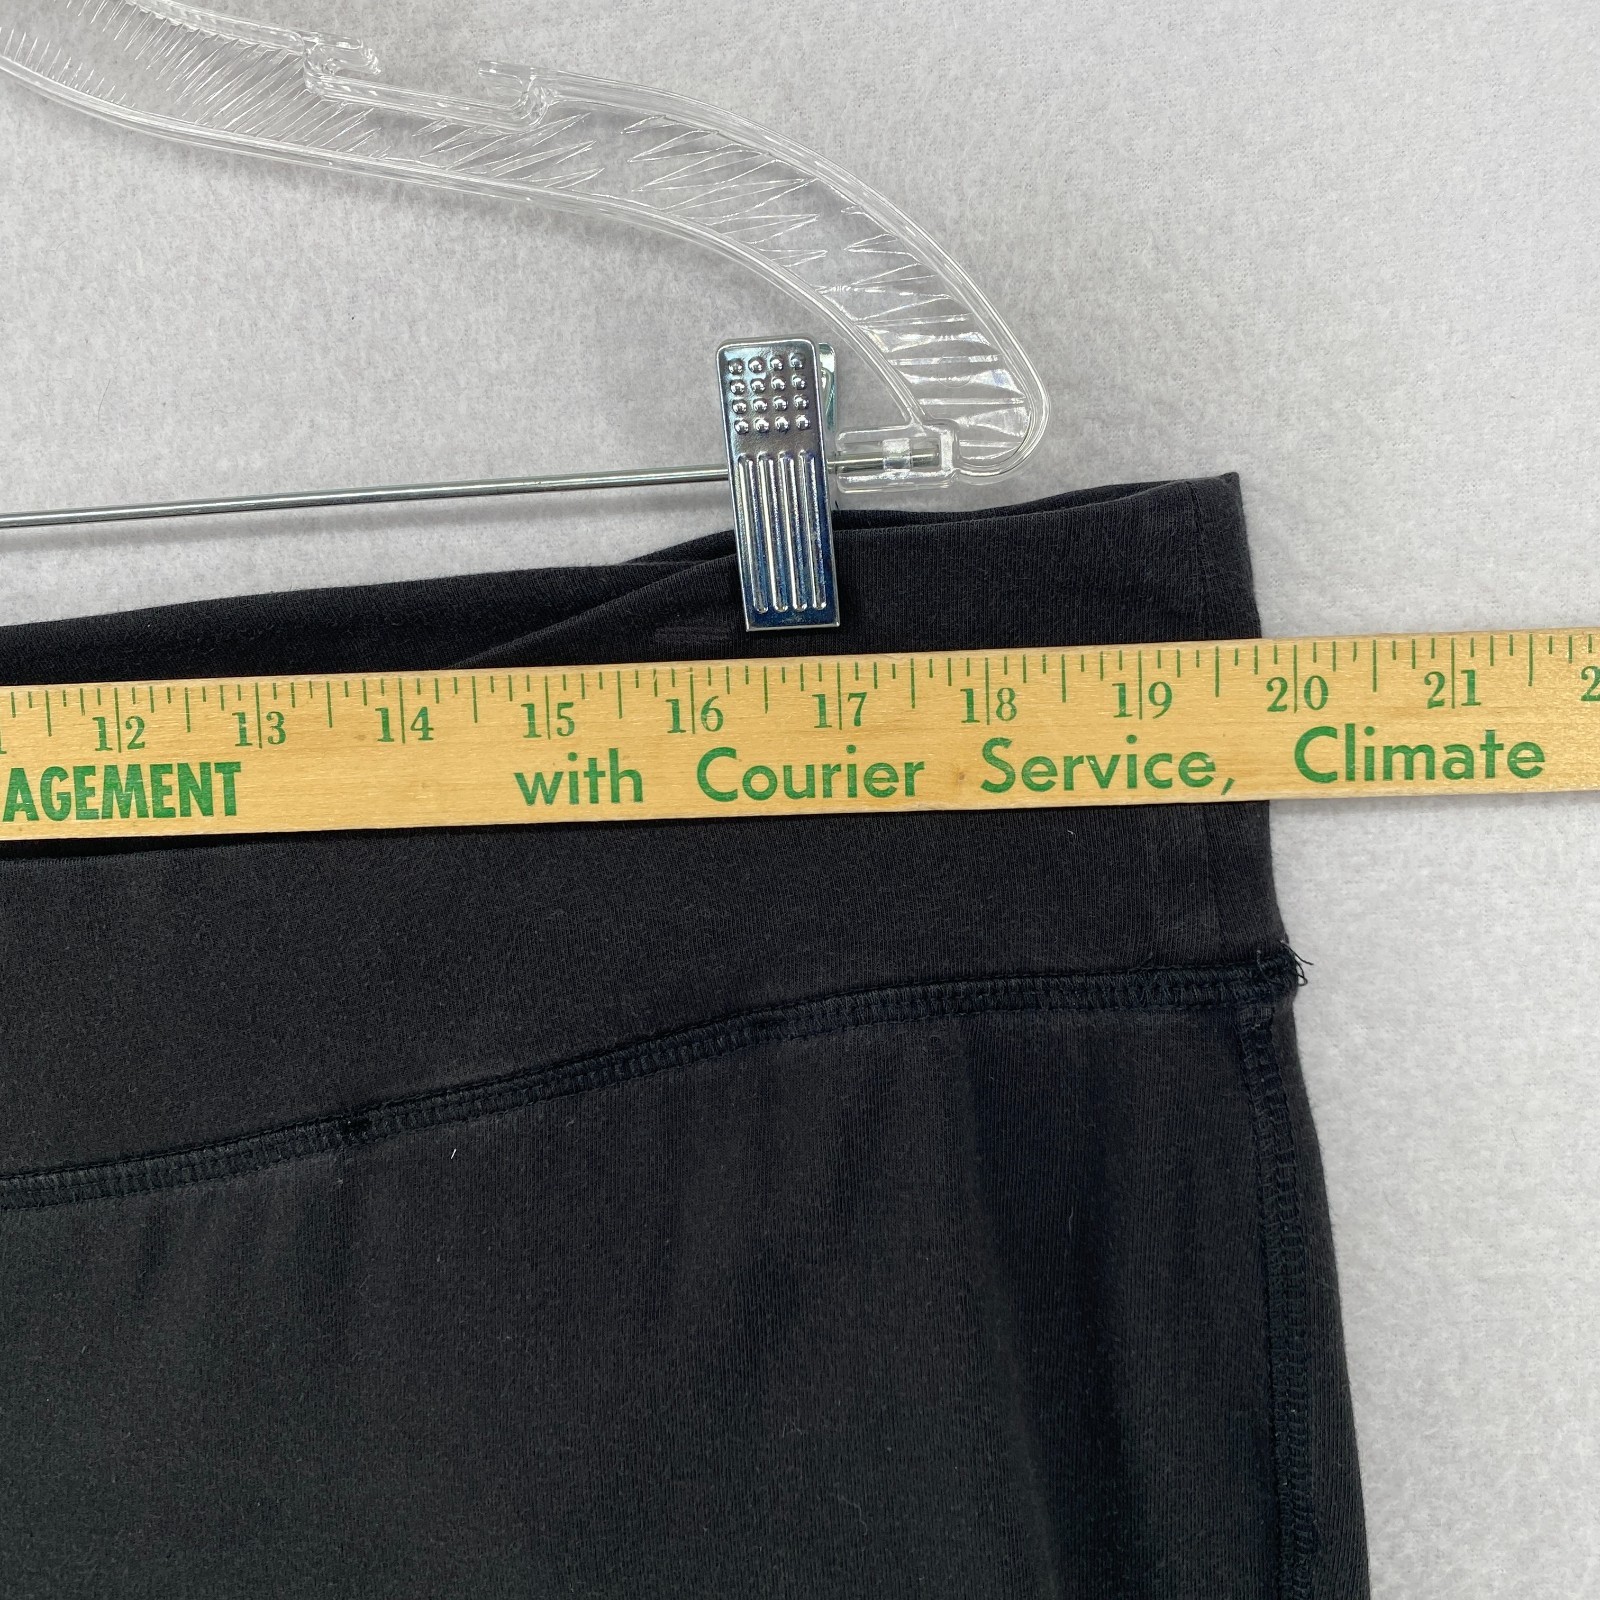 12 13 14 15 16 17 18 19 20 21
AGEMENT with Courier Service, Climate